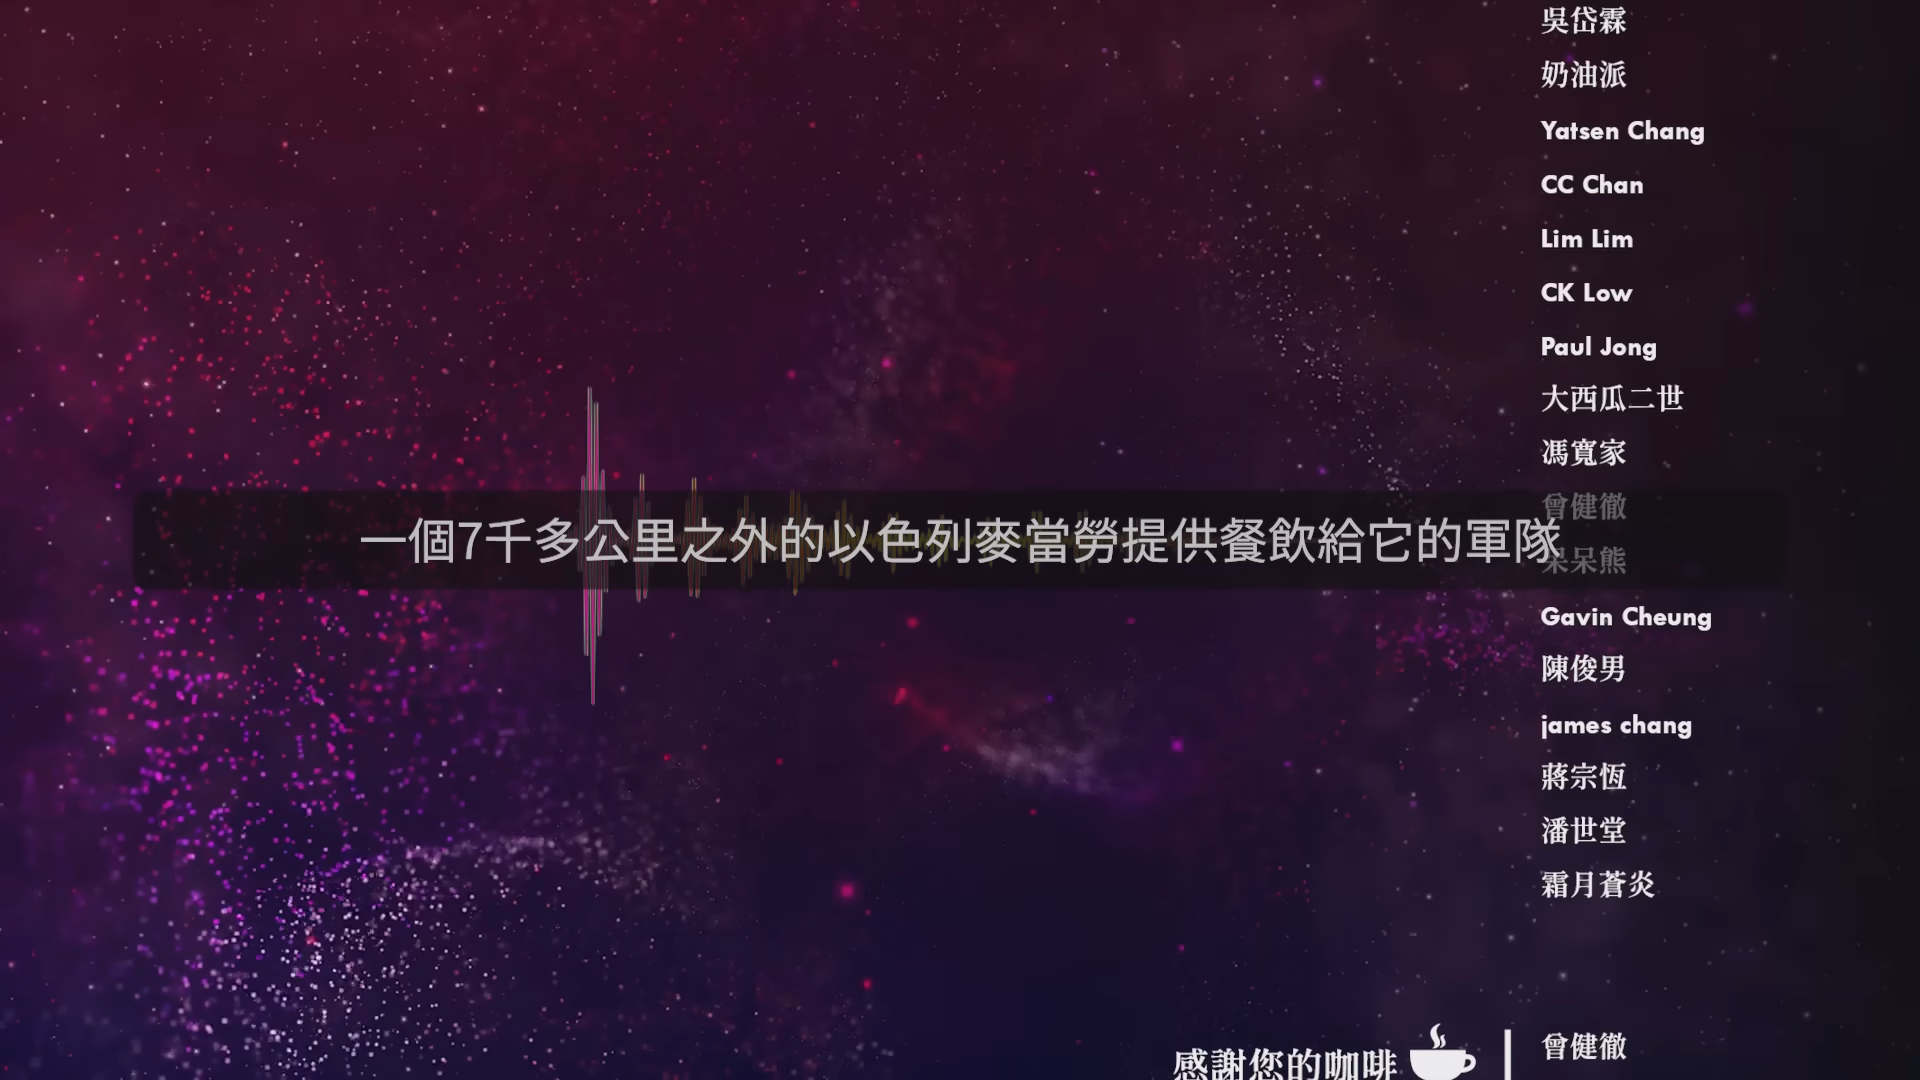 吳岱霖
奶油派
Yatsen Chang
CC Chan
Lim Lim
CK Low
Paul Jong
大西瓜二世
馮寬家
曾健徹
一個7千多公里之外的以色列麥當勞提供餐飲給它的軍隊
呆呆熊
Gavin Cheung
陳俊男
james chang
蔣宗恆
潘世堂
霜月蒼炎
感謝您的咖啡
曾健徹